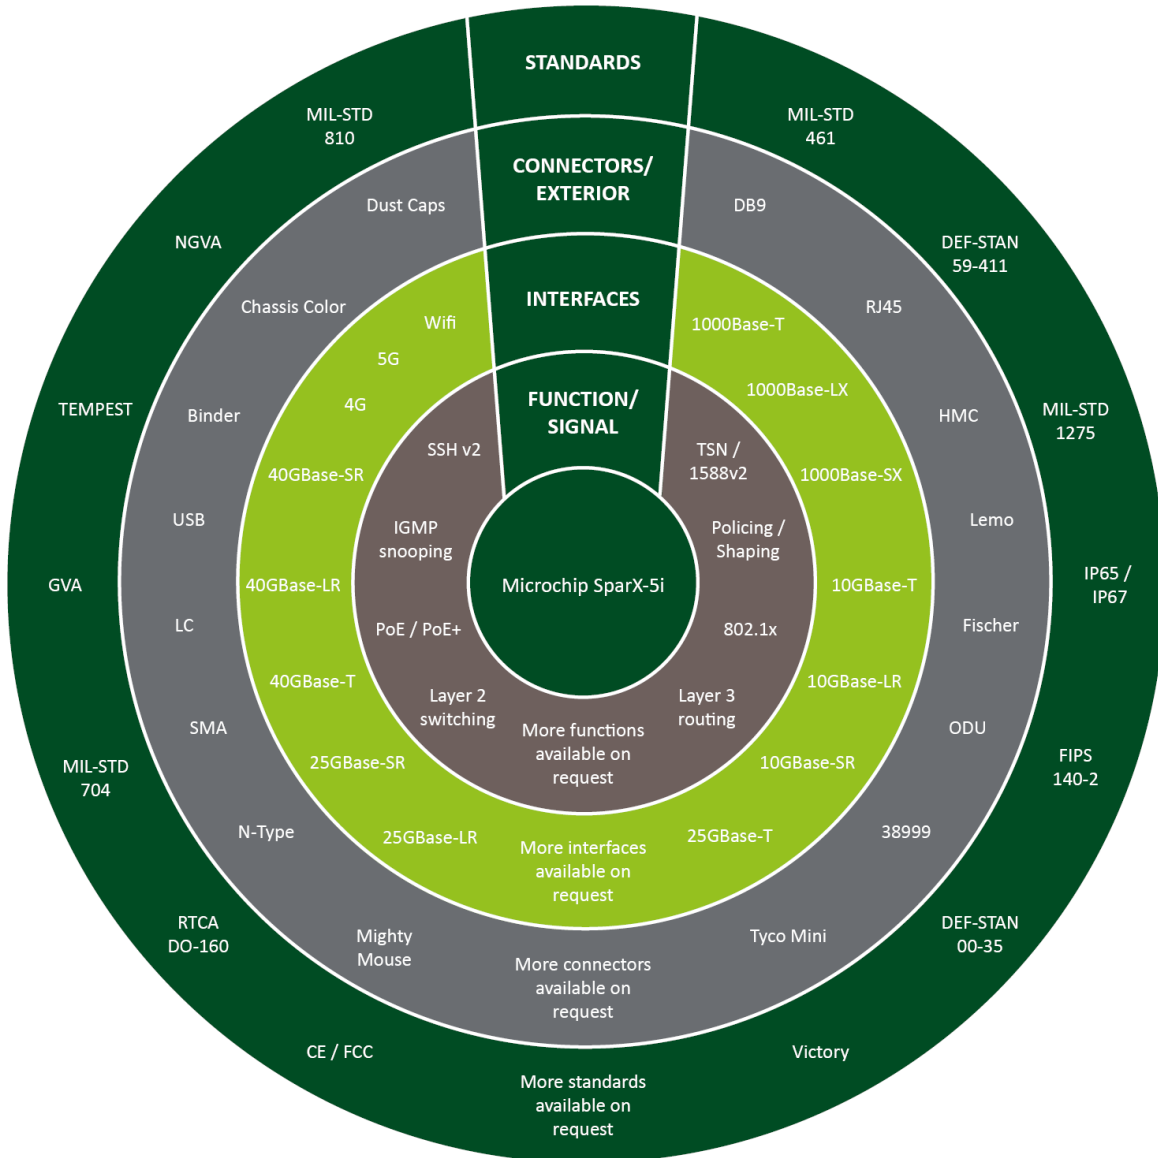 STANDARDS
MIL-STD
461
DEF-STAN
59-411
MIL-STD
1275
IP65 /
IP67
FIPS
140-2
DEF-STAN
00-35
Victory
More standards
available on
request
CE / FCC
RTCA
DO-160
MIL-STD
704
GVA
TEMPEST
NGVA
MIL-STD
810
CONNECTORS/
EXTERIOR
DB9
RJ45
HMC
Lemo
Fischer
ODU
38999
Tyco Mini
More connectors
available on
request
Mighty
Mouse
N-Type
SMA
LC
USB
Binder
Chassis Color
Dust Caps
INTERFACES
1000Base-T
1000Base-LX
1000Base-SX
10GBase-T
10GBase-LR
10GBase-SR
25GBase-T
More interfaces
available on
request
25GBase-LR
25GBase-SR
40GBase-T
40GBase-LR
40GBase-SR
4G
5G
Wifi
FUNCTION/
SIGNAL
TSN /
1588v2
Policing /
Shaping
802.1x
Layer 3
routing
More functions
available on
request
Layer 2
switching
PoE / PoE+
IGMP
snooping
SSH v2
Microchip SparX-5i